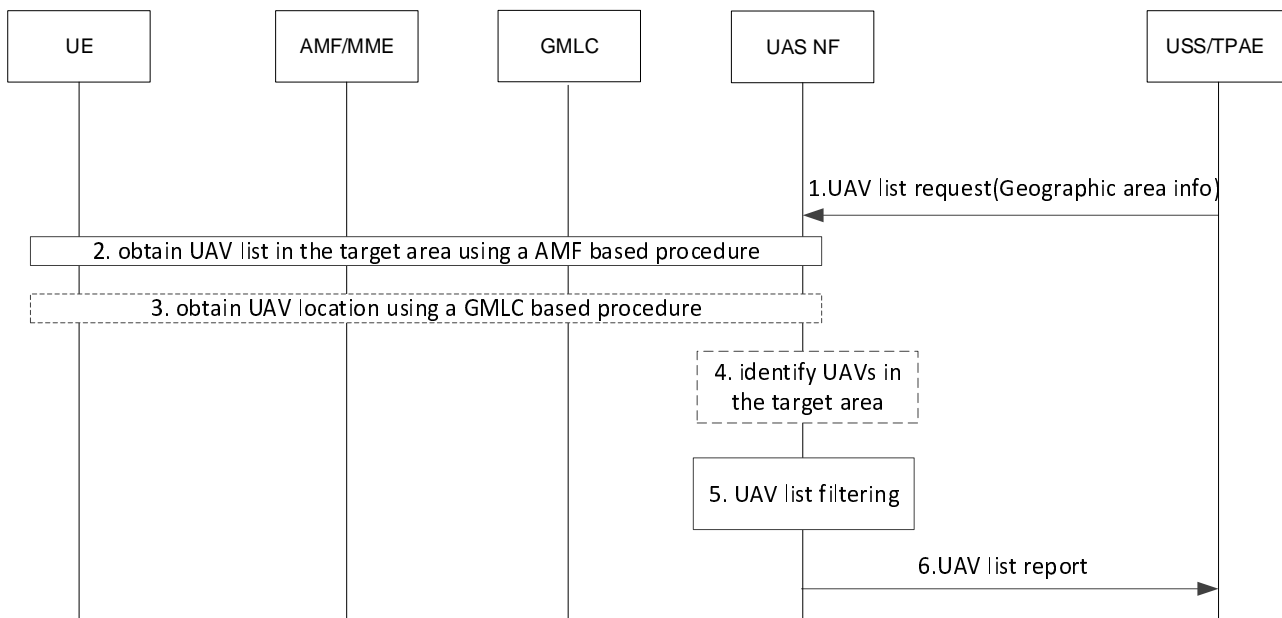 UE
AMF/MME
GMLC
UAS NF
USS/TPAE
1.UAV list request(Geographic area info)
2. obtain UAV list in the target area using a AMF based procedure
3. obtain UAV location using a GMLC based procedure
4. identify UAVs in
the target area
5. UAV list filtering
6.UAV list report